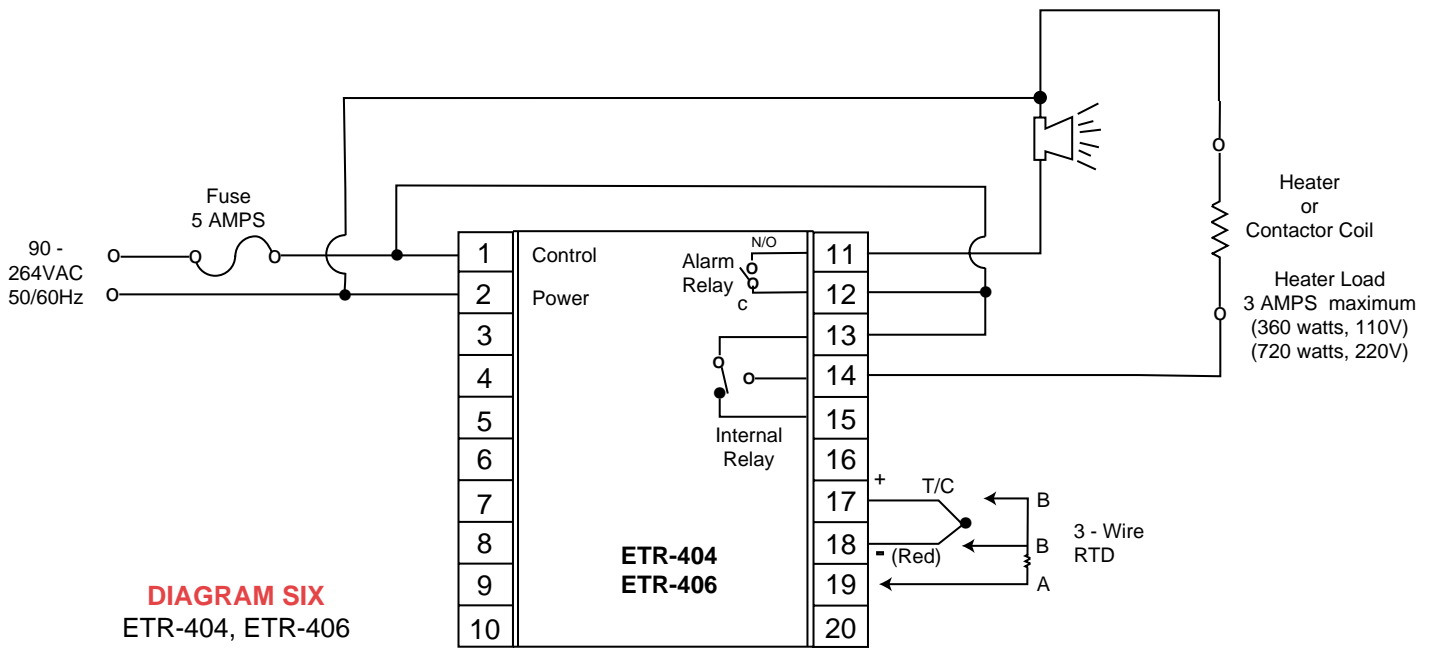 Fuse
5 AMPS
90 -
264VAC
50/60Hz
1
2
3
4
5
6
7
8
9
10
Control
Power
Alarm
Relay
N/O
C
Internal
Relay
ETR-404
ETR-406
11
12
13
14
15
16
17
18
19
20
+
T/C
- (Red)
B
B
A
3 - Wire
RTD
Heater
or
Contactor Coil
Heater Load
3 AMPS maximum
(360 watts, 110V)
(720 watts, 220V)
DIAGRAM SIX
ETR-404, ETR-406